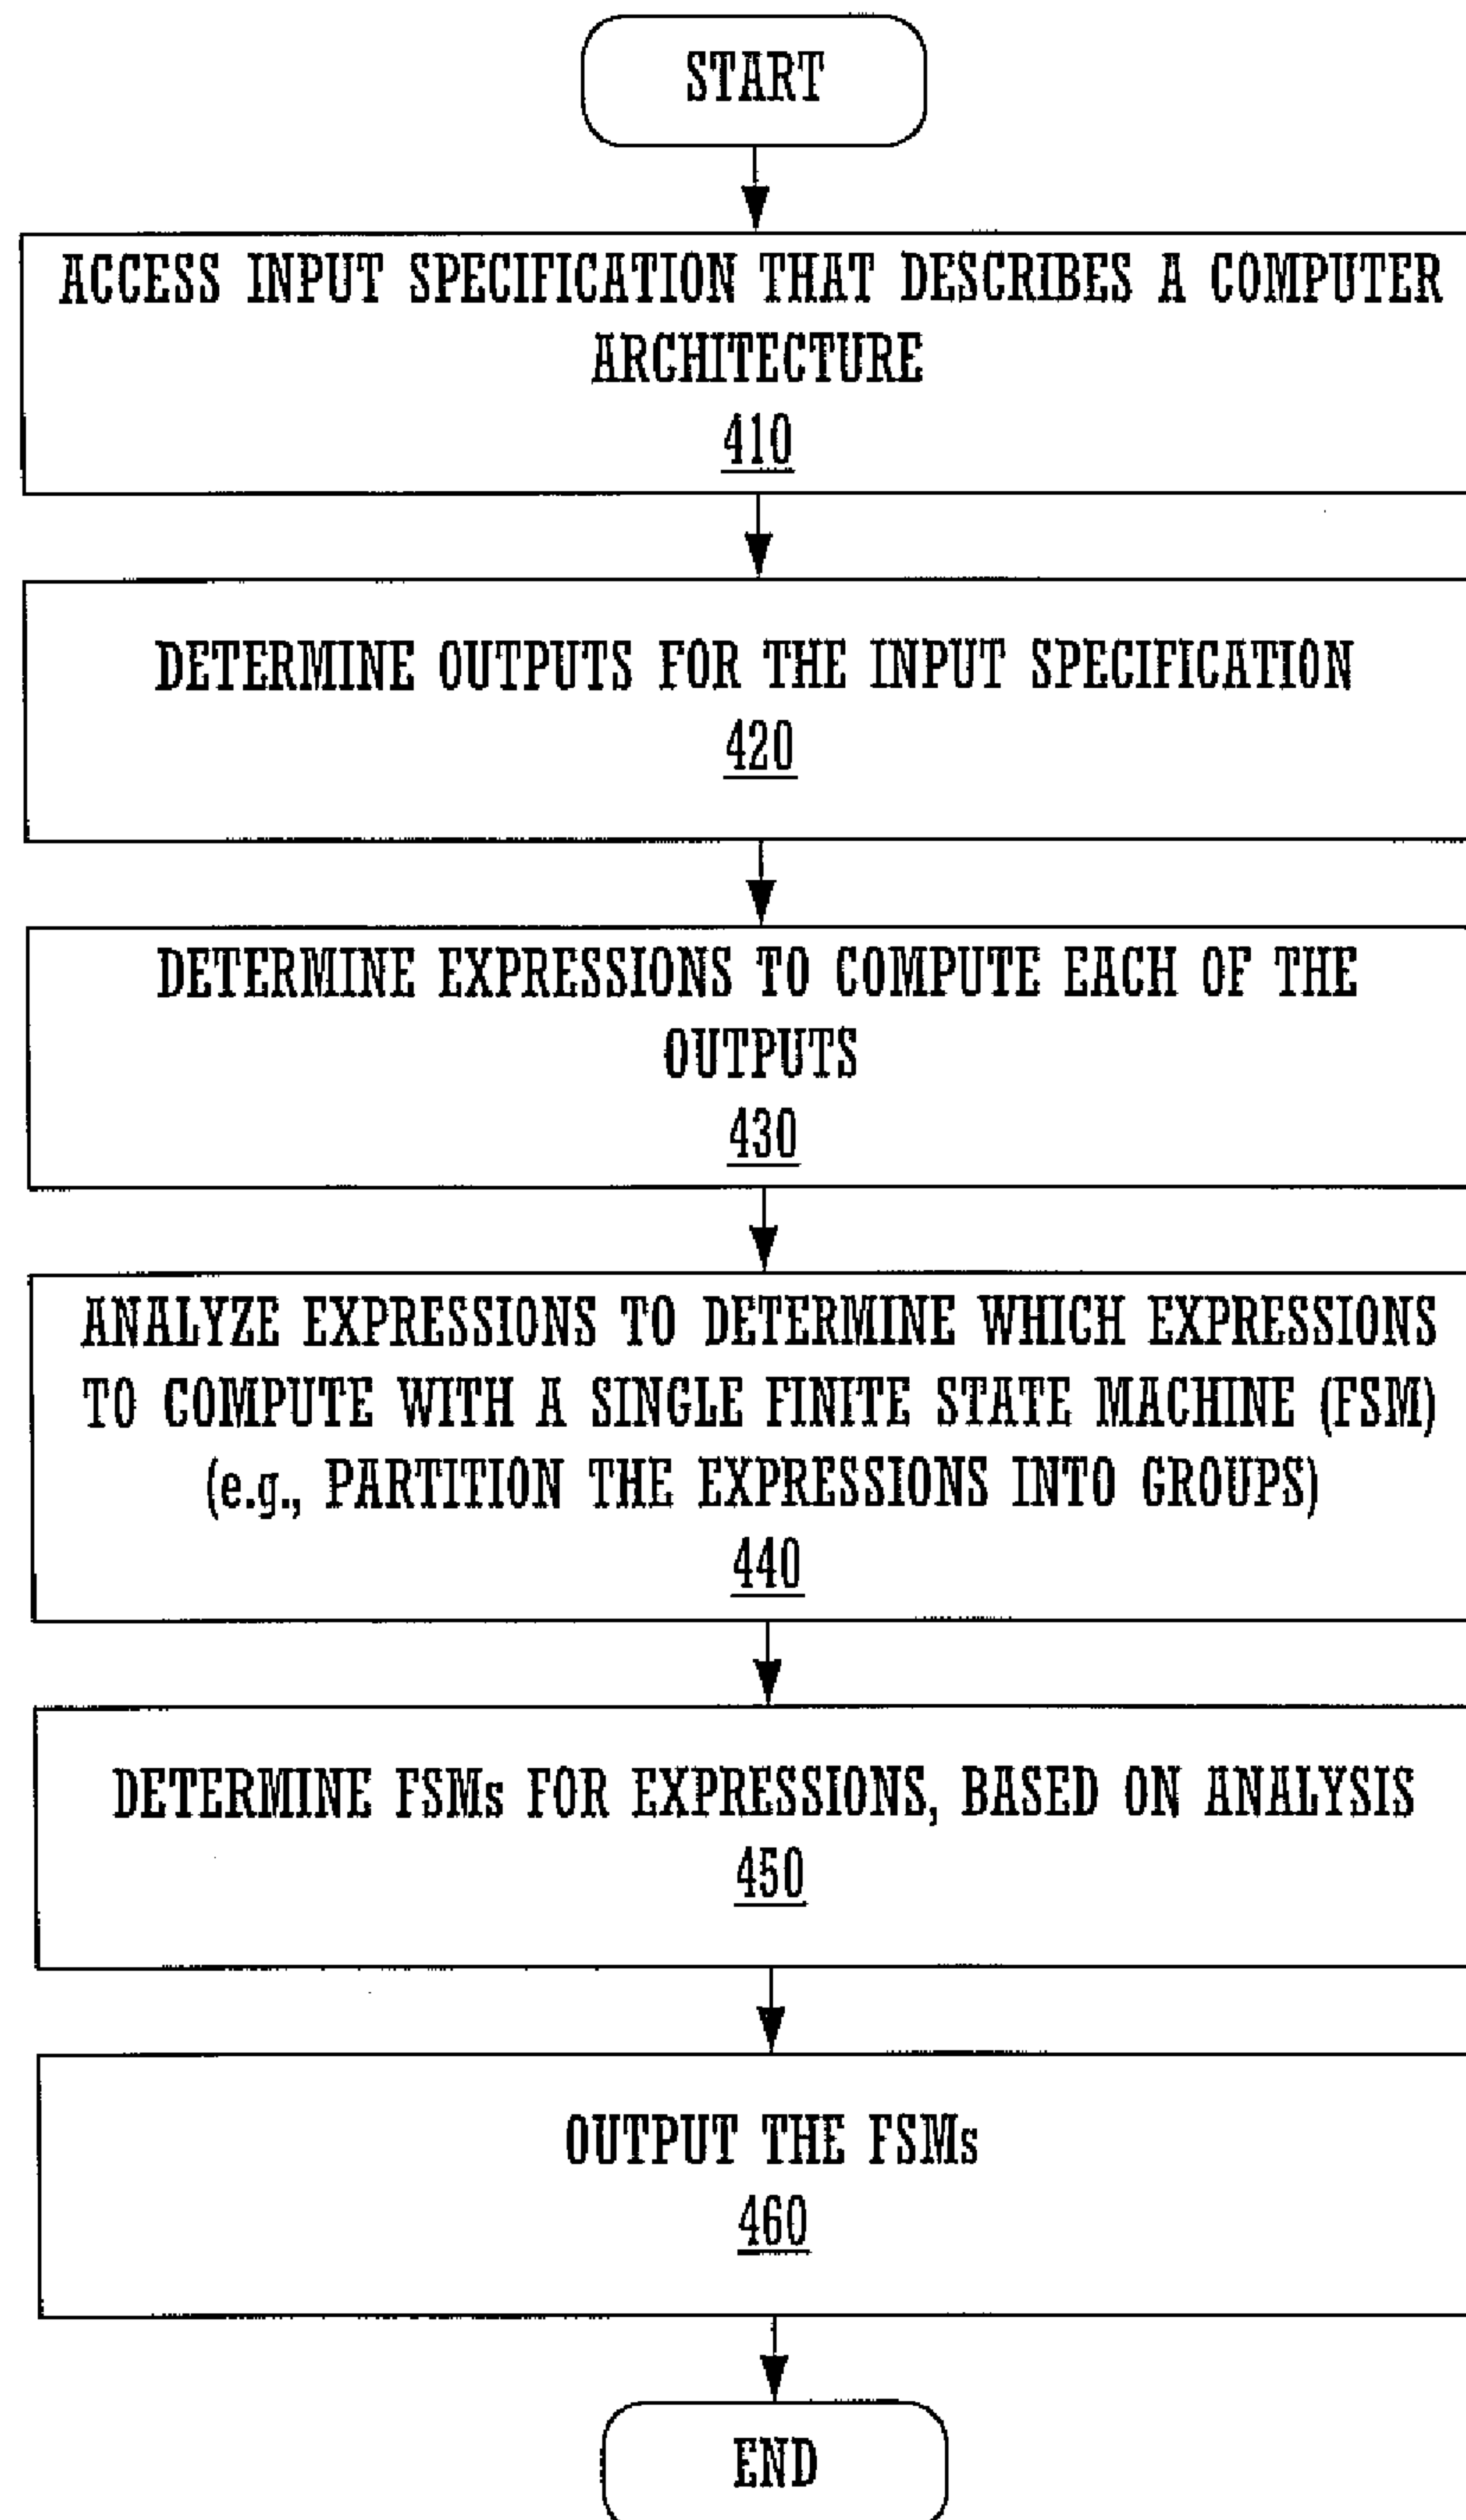 START
ACCESS INPUT SPECIFICATION THAT DESCRIBES A COMPUTER
ARCHITECTURE
410
DETERMINE OUTPUTS FOR THE INPUT SPECIFICATION
420
DETERMINE EXPRESSIONS TO COMPUTE EACH OF THE
OUTPUTS
430
ANALYZE EXPRESSIONS TO DETERMINE WHICH EXPRESSIONS
TO COMPUTE WITH A SINGLE FINITE STATE MACHINE (FSM)
(e.g., PARTITION THE EXPRESSIONS INTO GROUPS)
440
DETERMINE FSMs FOR EXPRESSIONS, BASED ON ANALYSIS
450
OUTPUT THE FSMs
460
END